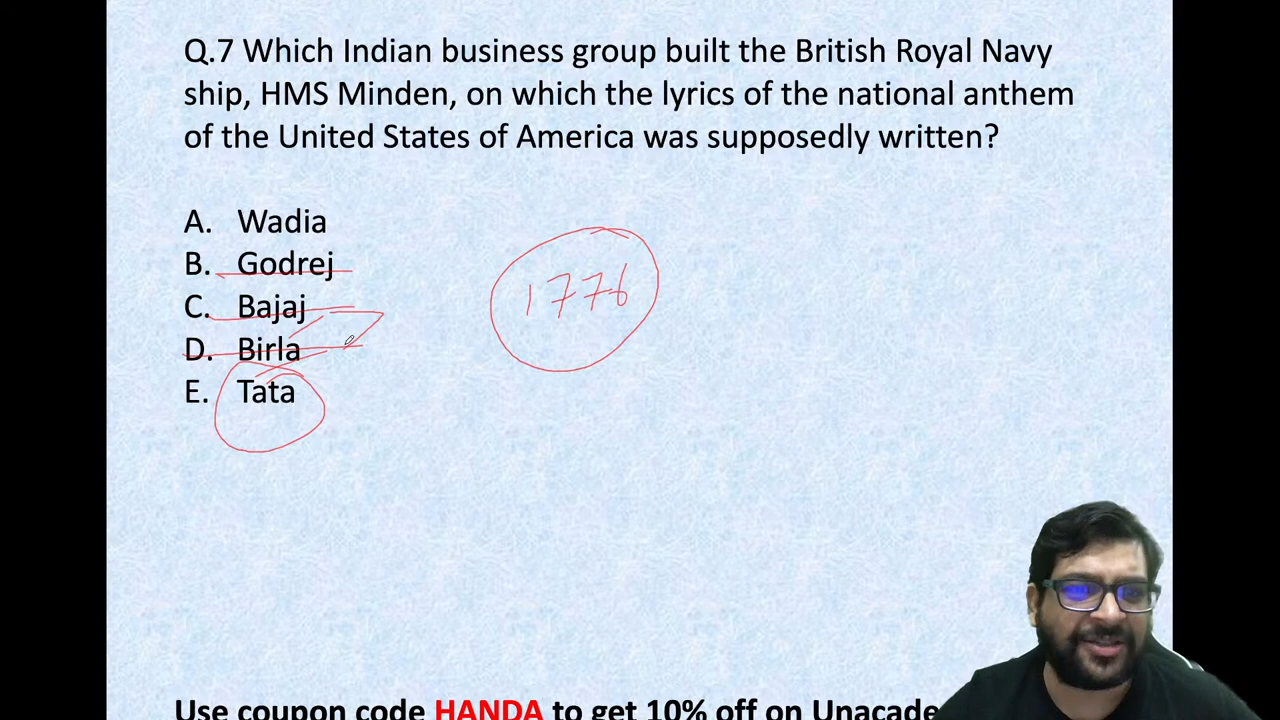 Q.7 Which Indian business group built the British Royal Navy
ship, HMS Minden, on which the lyrics of the national anthem
of the United States of America was supposedly written?
A. Wadia
B. Godrej
C. Bajaj
D. Birla
E. Tata
1776
Use coupon code HANDA to get 10% off on Unacade